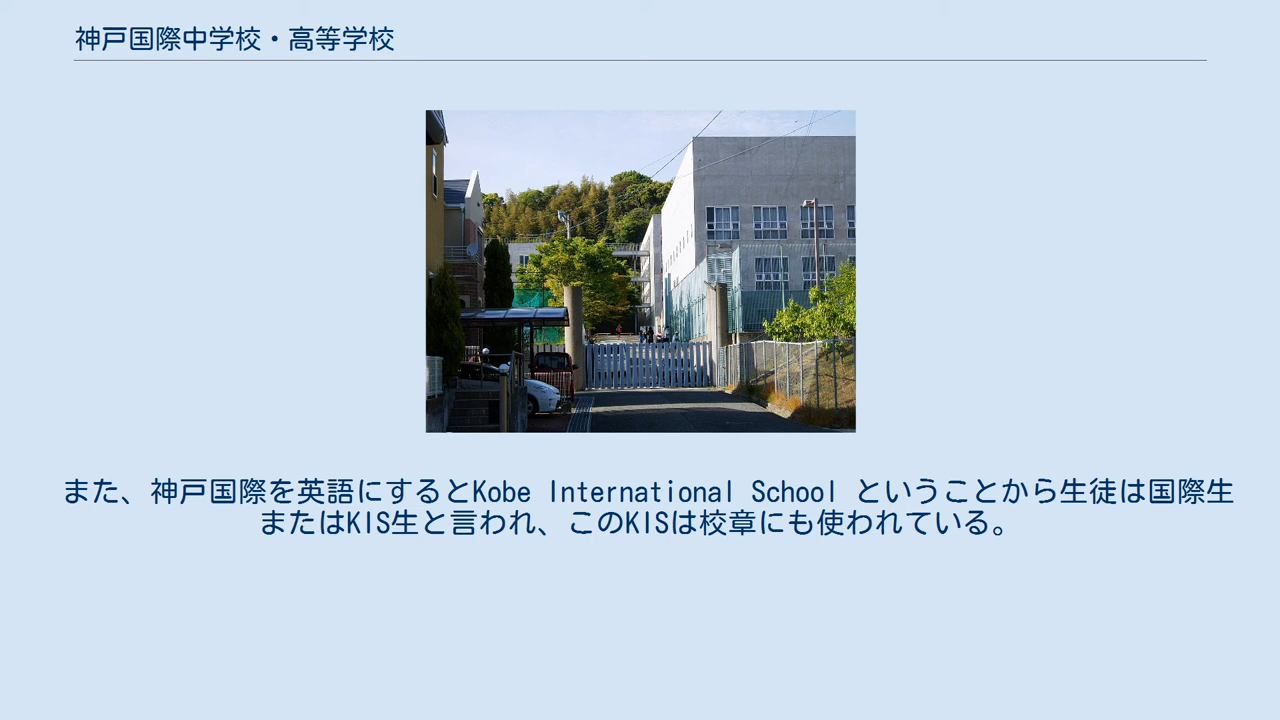 神戸国際中学校・高等学校
また、神戸国際を英語にするとKobe International School ということから生徒は国際生
またはKIS生と言われ、このKISは校章にも使われている。